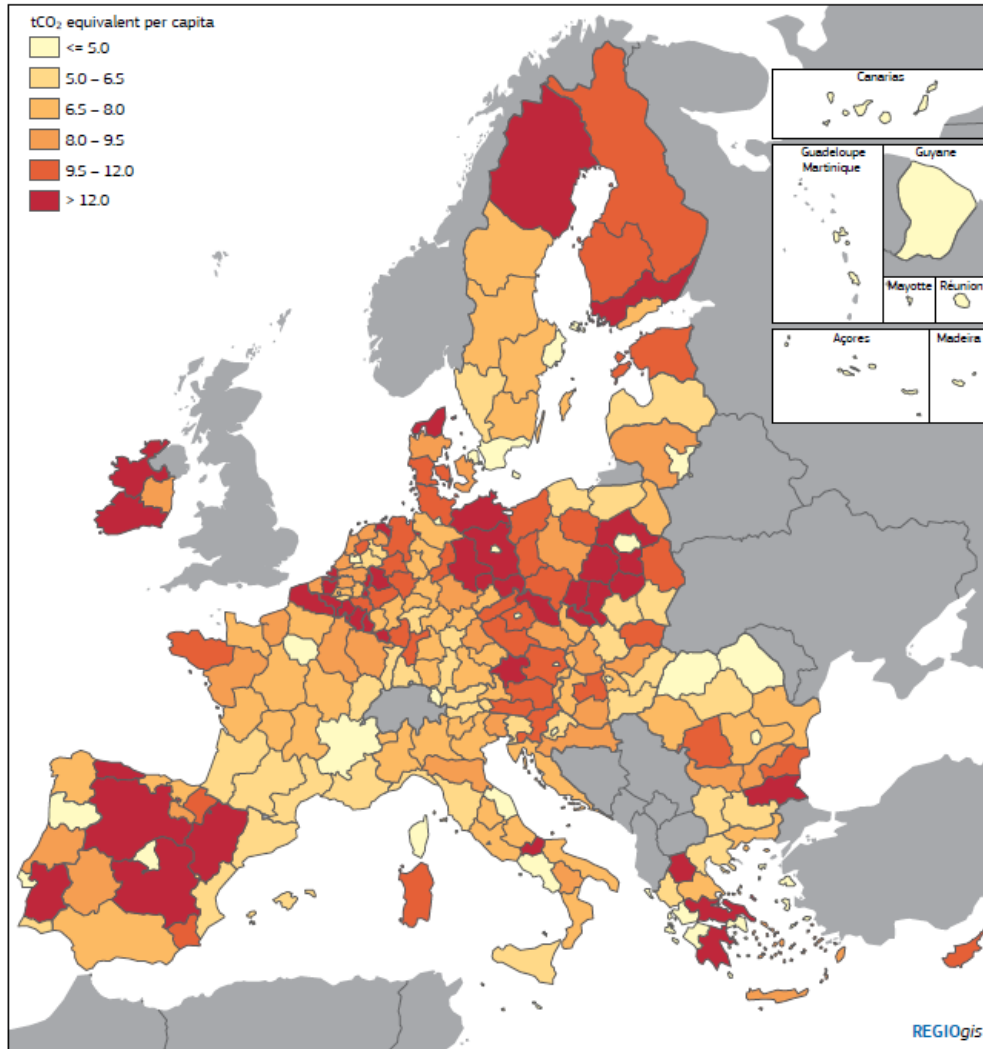 tCO₂ equivalent per capita
<= 5.0
5.0 – 6.5
6.5 – 8.0
8.0 – 9.5
9.5 – 12.0
> 12.0
Canarias
Guadeloupe
Martinique
Guyane
Mayotte
Réunion
Açores
Madeira
REGIOgis